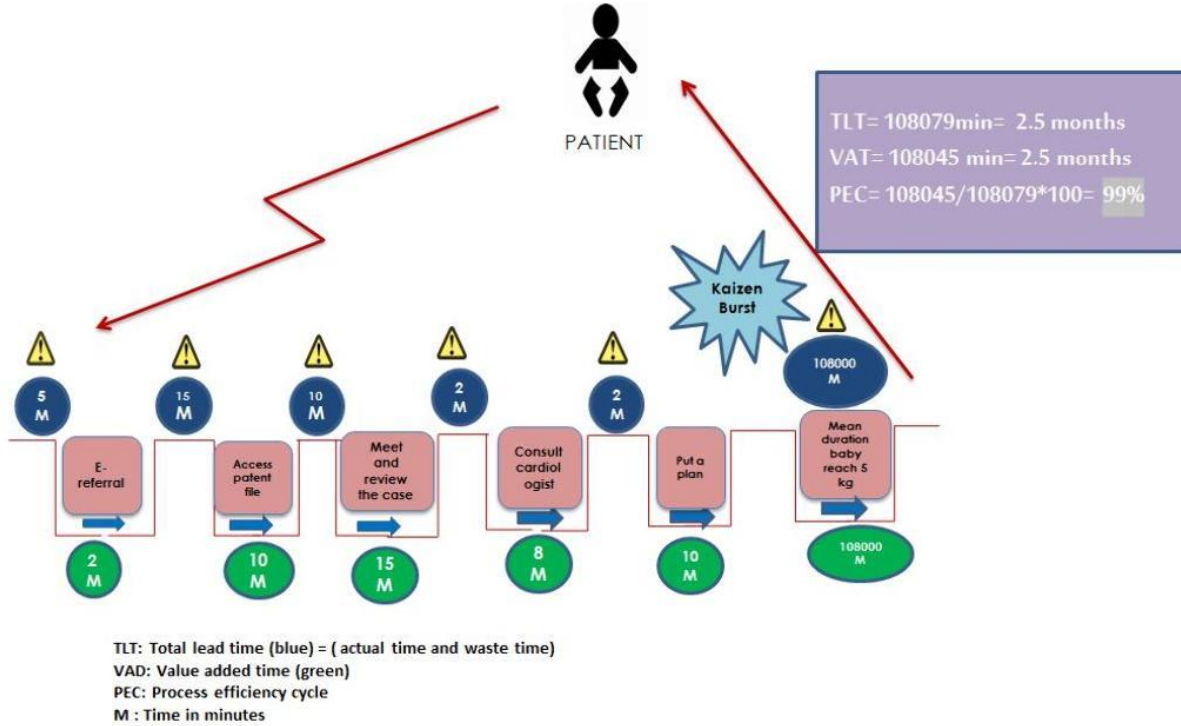 PATIENT
TLT= 108079min= 2.5 months
VAT= 108045 min= 2.5 months
PEC= 108045/108079*100= 99%
Kaizen
Burst
5
M
15
M
10
M
2
M
2
M
108000
M
E-
referral
Access
patent
file
Meet
and
review
the case
Consult
cardiol
ogist
Put a
plan
Mean
duration
baby
reach 5
kg
2
M
10
M
15
M
8
M
10
M
108000
M
TLT: Total lead time (blue) = ( actual time and waste time)
VAD: Value added time (green)
PEC: Process efficiency cycle
M : Time in minutes